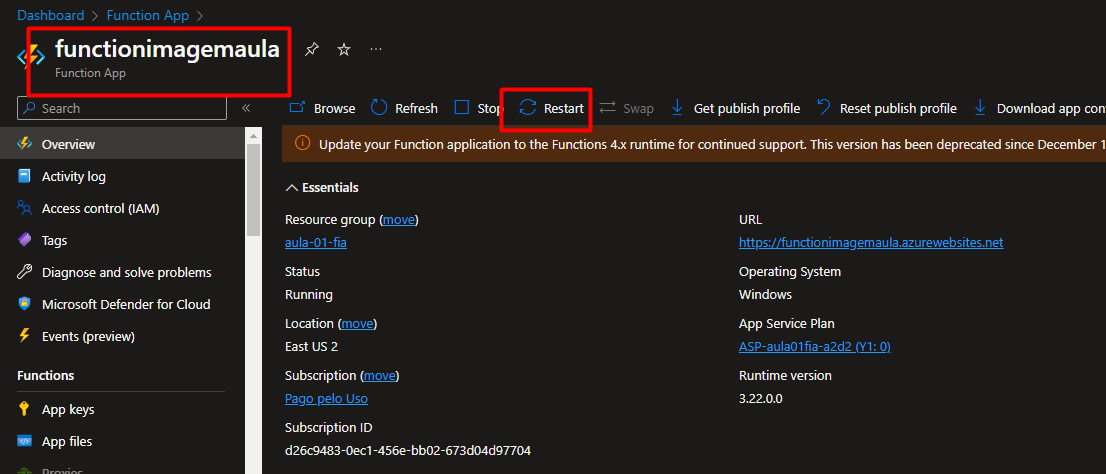 Dashboard > Function App >
functionimagemaula
Function App
Search
«
Browse Refresh Stop Restart Swap Get publish profile Reset publish profile Download app con
Update your Function application to the Functions 4.x runtime for continued support. This version has been deprecated since December 1
Overview
Activity log
Access control (IAM)
Tags
Diagnose and solve problems
Microsoft Defender for Cloud
Events (preview)
Functions
App keys
App files
Proxies
Essentials
Resource group (move)
aula-01-fia
Status
Running
Location (move)
East US 2
Subscription (move)
Pago pelo Uso
Subscription ID
d26c9483-0ec1-456e-bb02-673d04d97704
URL
https://functionimagemaula.azurewebsites.net
Operating System
Windows
App Service Plan
ASP-aula01fia-a2d2 (Y1: 0)
Runtime version
3.22.0.0